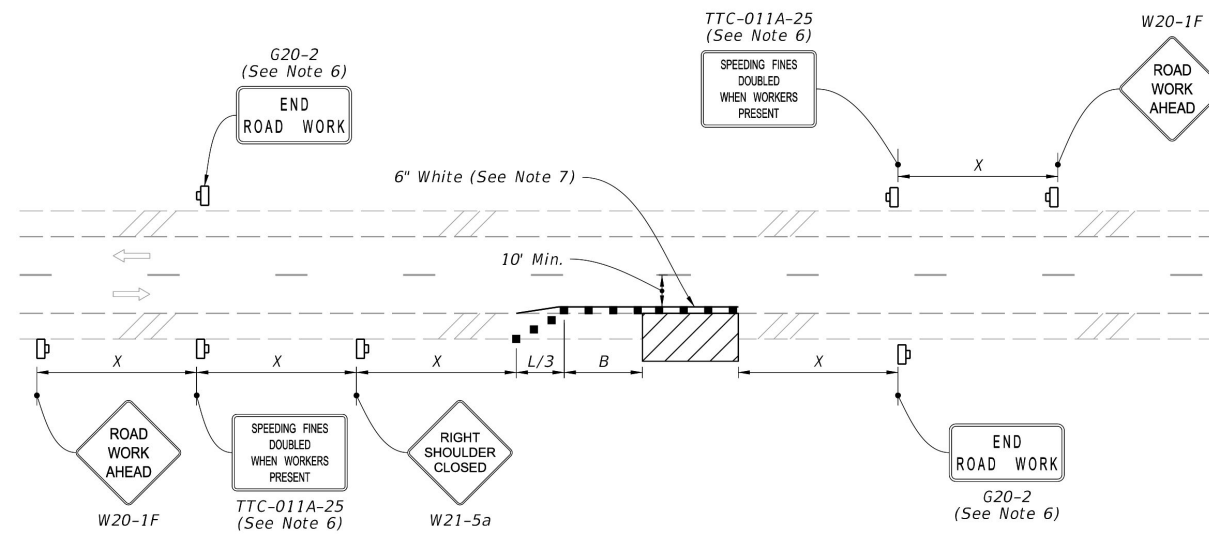 TTC-011A-25
(See Note 6)
W20-1F
G20-2
(See Note 6)
SPEEDING FINES
DOUBLED
WHEN WORKERS
PRESENT
ROAD
WORK
AHEAD
END
ROAD WORK
X
6" White (See Note 7)
10' Min.
X
X
X
L/3
B
X
ROAD
WORK
AHEAD
SPEEDING FINES
DOUBLED
WHEN WORKERS
PRESENT
RIGHT
SHOULDER
CLOSED
END
ROAD WORK
W20-1F
TTC-011A-25
(See Note 6)
W21-5a
G20-2
(See Note 6)